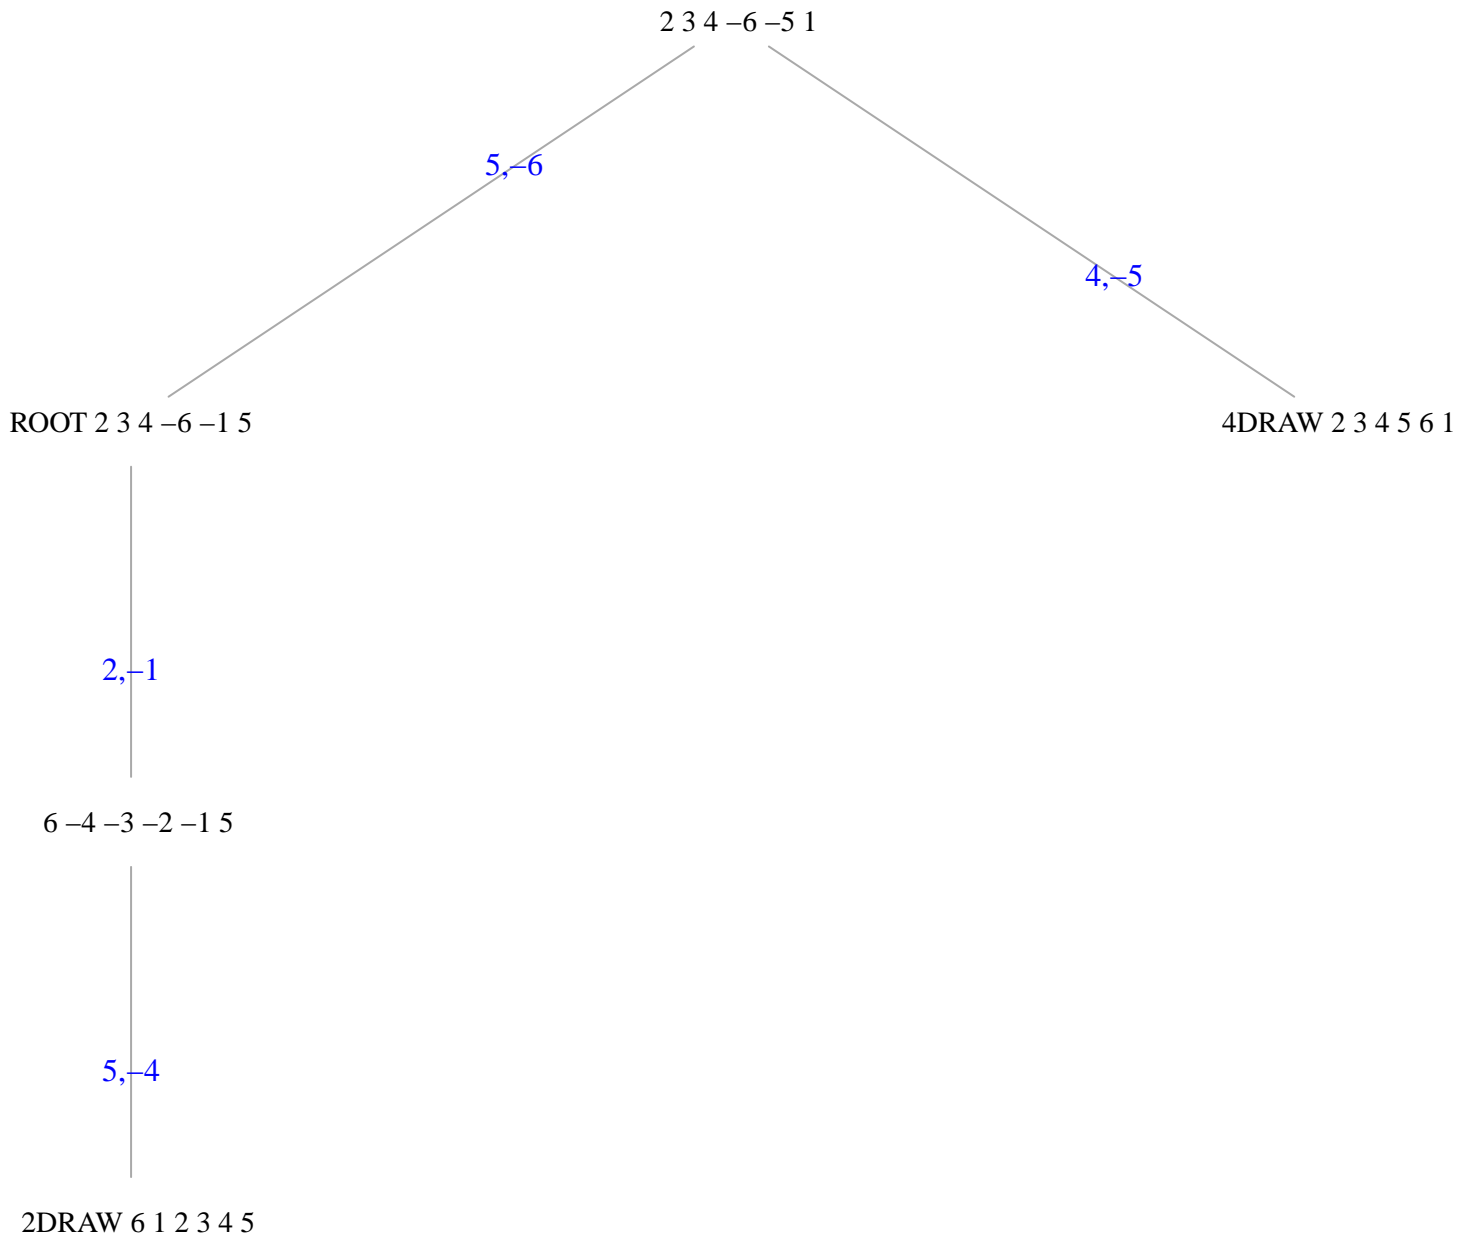 2 3 4 –6 –5 1
5,–6
4,–5
ROOT 2 3 4 –6 –1 5
4DRAW 2 3 4 5 6 1
2,–1
6 –4 –3 –2 –1 5
5,–4
2DRAW 6 1 2 3 4 5